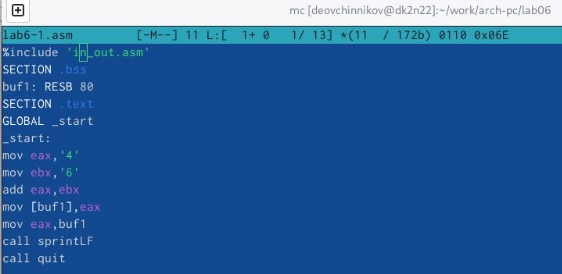 mc [deovchinnikov@dk2n22]:~/work/arch-pc/lab06
lab6-1.asm [-M--] 11 L:[ 1+ 0 1/ 13] *(11 / 172b) 0110 0x06E
%include 'in_out.asm'
SECTION .bss
buf1: RESB 80
SECTION .text
GLOBAL _start
_start:
mov eax,'4'
mov ebx,'6'
add eax,ebx
mov [buf1],eax
mov eax,buf1
call sprintLF
call quit